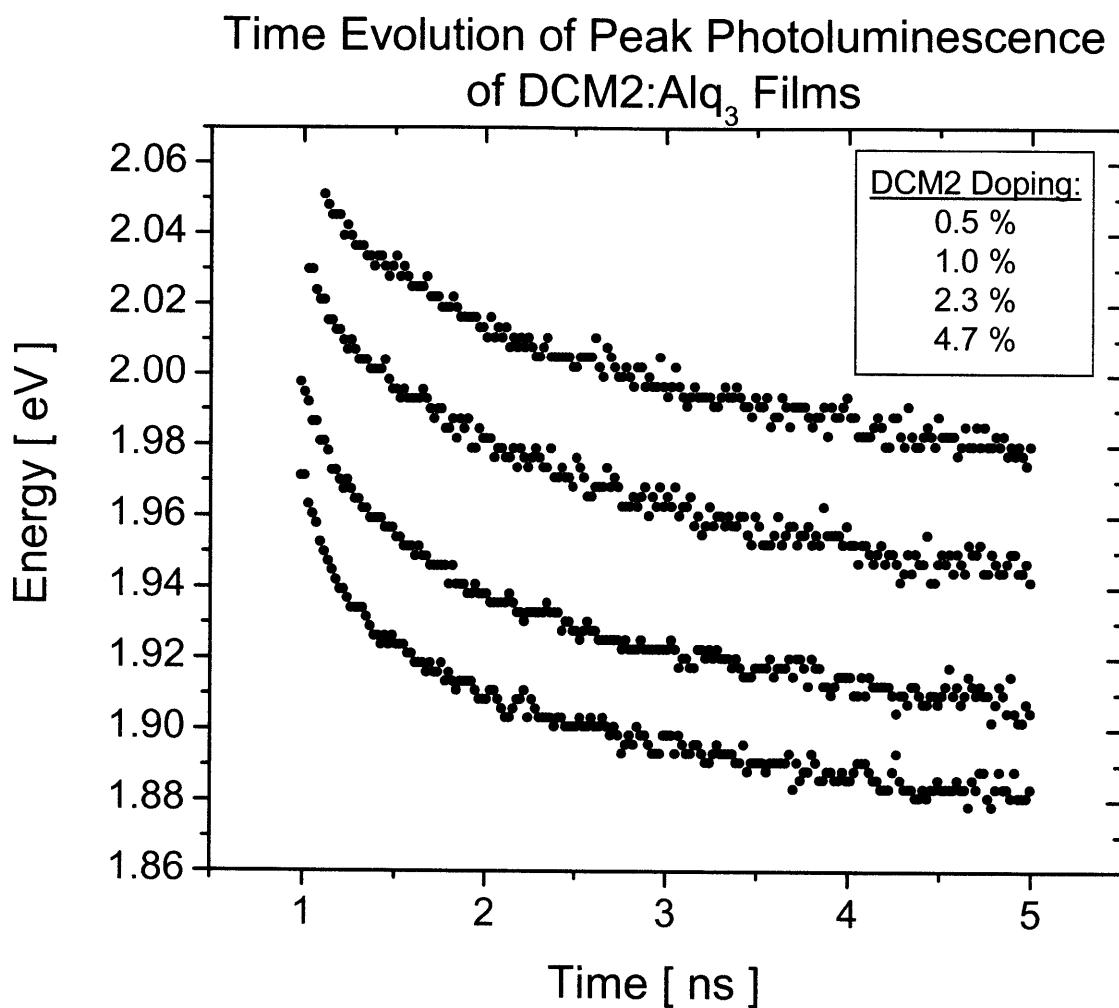 Time Evolution of Peak Photoluminescence
of DCM2:Alq₃ Films
DCM2 Doping:
0.5 %
1.0 %
2.3 %
4.7 %
Energy [ eV ]
2.06
2.04
2.02
2.00
1.98
1.96
1.94
1.92
1.90
1.88
1.86
1 2 3 4 5
Time [ ns ]